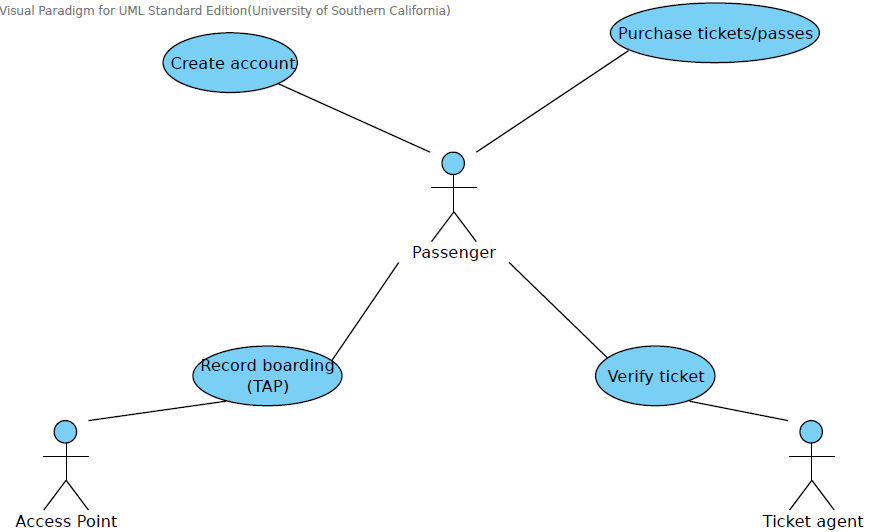 Visual Paradigm for UML Standard Edition(University of Southern California)
Purchase tickets/passes
Create account
Passenger
Record boarding
(TAP)
Verify ticket
Access Point
Ticket agent